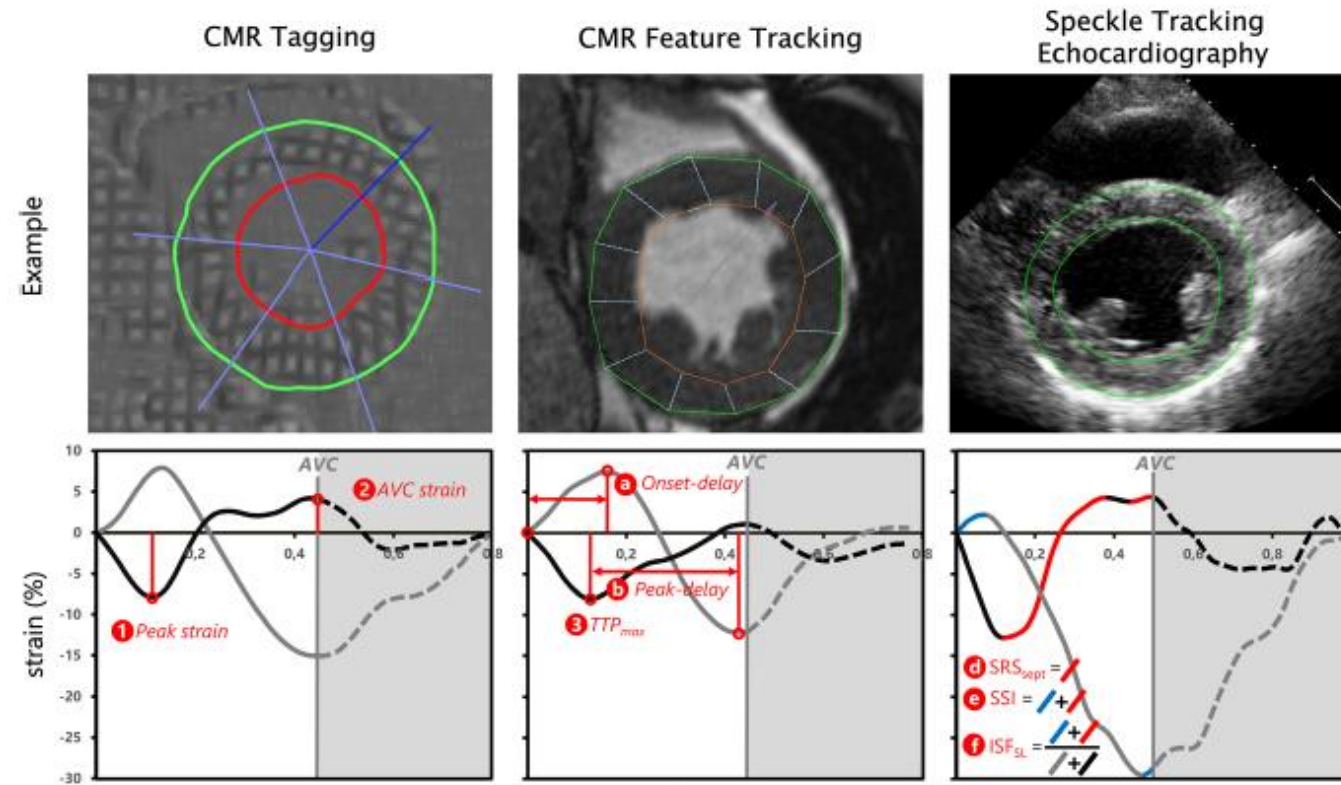 CMR Tagging
CMR Feature Tracking
Speckle Tracking
Echocardiography
Example
strain (%)
10
5
0
-5
-10
-15
-20
-25
-30
0,2
0,4
0.8
AVC
2 AVC strain
1 Peak strain
0,2
0,4
0.8
AVC
a Onset-delay
b Peak-delay
3 TTPmax
0,2
0,4
0,6
0,8
AVC
d SRSsept =
e SSI = +
f ISFSL = +
+